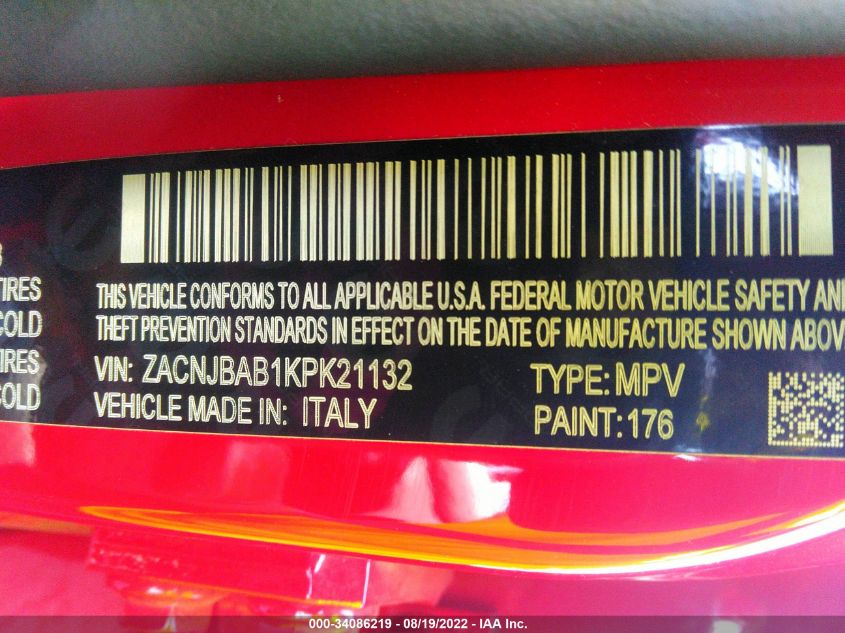 3
TIRES
COLD
TIRES
COLD
THIS VEHICLE CONFORMS TO ALL APPLICABLE U.S.A. FEDERAL MOTOR VEHICLE SAFETY AND
THEFT PREVENTION STANDARDS IN EFFECT ON THE DATE OF MANUFACTURE SHOWN ABOV
VIN: ZACNJBAB1KPK21132 TYPE: MPV
VEHICLE MADE IN: ITALY PAINT: 176
000-34086219 - 08/19/2022 - IAA Inc.